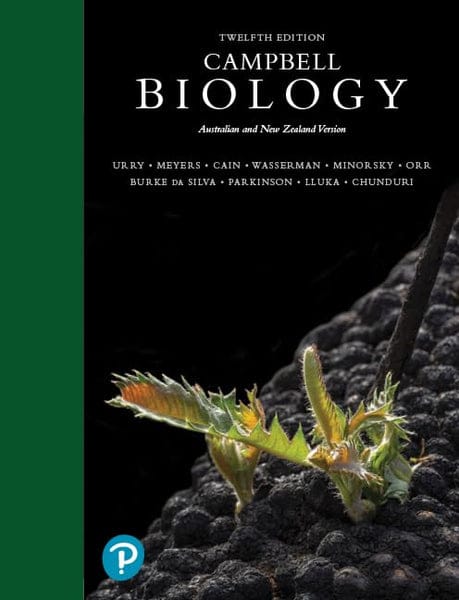 TWELFTH EDITION
CAMPBELL
BIOLOGY
Australian and New Zealand Version
URRY • MEYERS • CAIN • WASSERMAN • MINORSKY • ORR
BURKE DA SILVA • PARKINSON • LLUKA • CHUNDURI
P